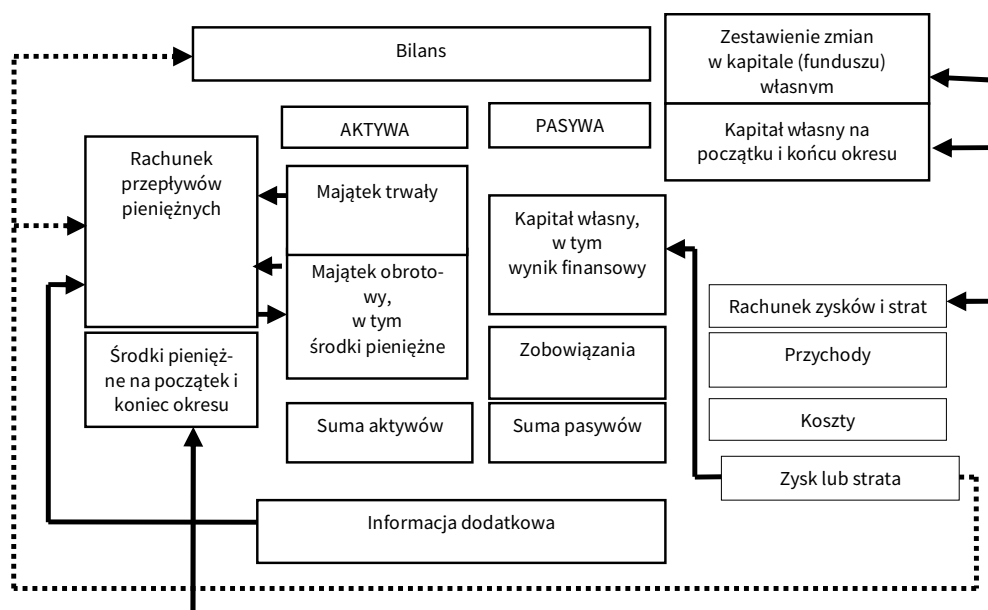 Bilans
Zestawienie zmian
w kapitale (funduszu)
własnym
AKTYWA
PASYWA
Kapitał własny na
początku i końcu okresu
Rachunek
przepływów
pieniężnych
Majątek trwały
Kapitał własny,
w tym
wynik finansowy
Majątek obroto-
wy,
w tym
środki pieniężne
Rachunek zysków i strat
Środki pienięż-
ne na początek i
koniec okresu
Zobowiązania
Przychody
Suma aktywów
Suma pasywów
Koszty
Zysk lub strata
Informacja dodatkowa